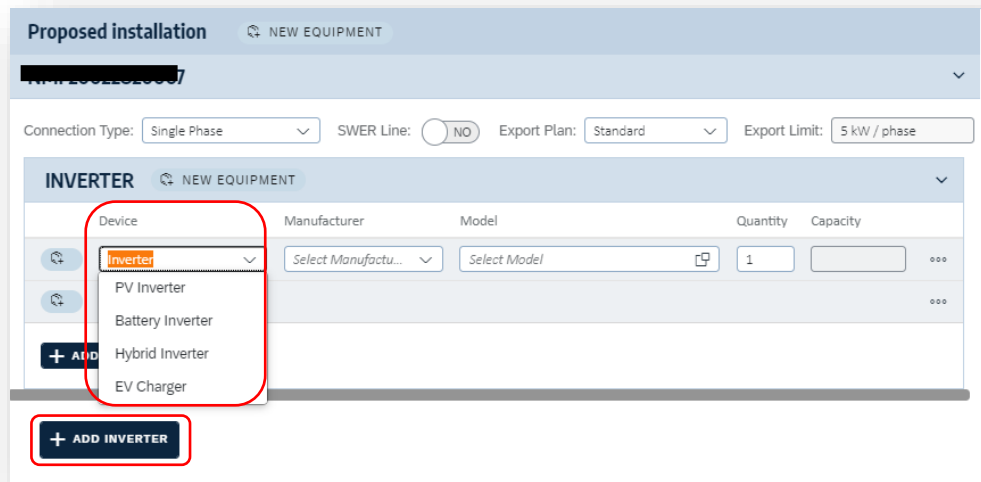 Proposed installation NEW EQUIPMENT
7
Connection Type: Single Phase SWER Line: NO Export Plan: Standard Export Limit: 5 kW / phase
INVERTER NEW EQUIPMENT
Device Manufacturer Model Quantity Capacity
Inverter Select Manufactu... Select Model 1
PV Inverter
Battery Inverter
Hybrid Inverter
+ ADD
EV Charger
+ ADD INVERTER